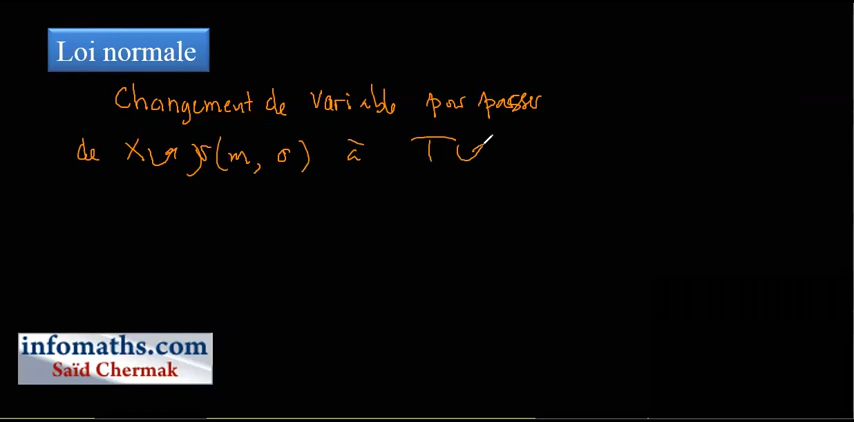 Loi normale
Changement de variable pour passer
de X ↝ N(m, σ) à T ↝
infomaths.com
Saïd Chermak